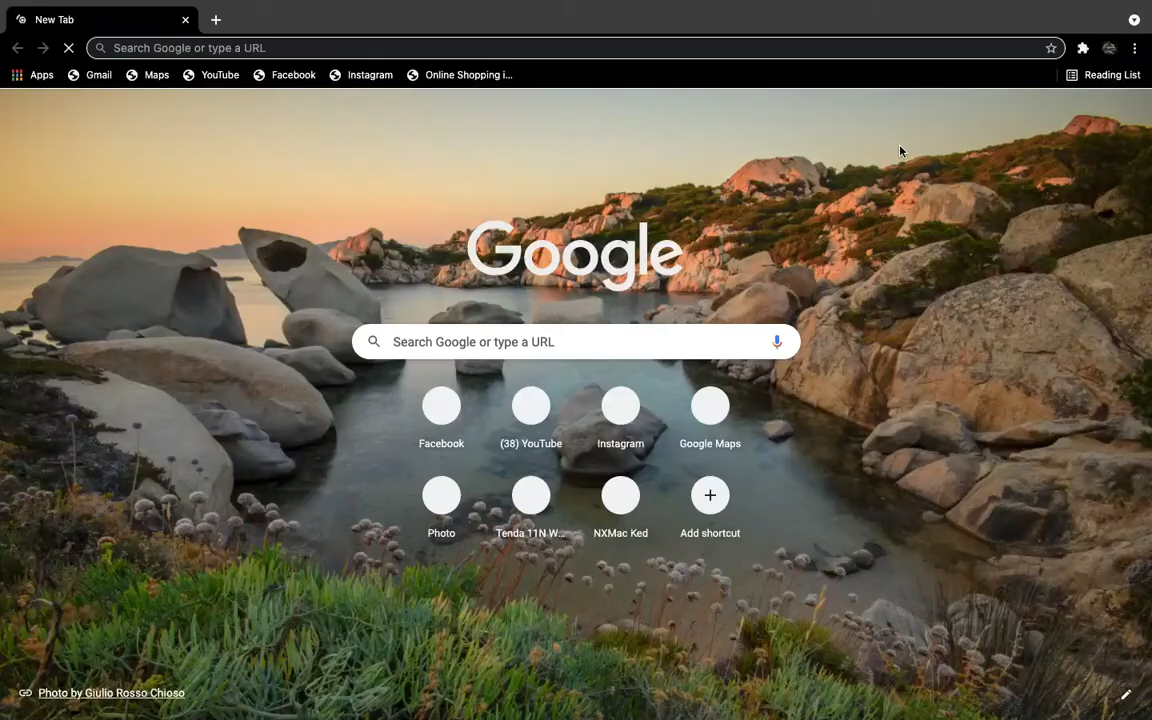 New Tab
Search Google or type a URL
Apps Gmail Maps YouTube Facebook Instagram Online Shopping i... Reading List
Google
Search Google or type a URL
Facebook (38) YouTube Instagram Google Maps
Photo Tenda 11N W... NXMac Ked Add shortcut
Photo by Giulio Rosso Chioso